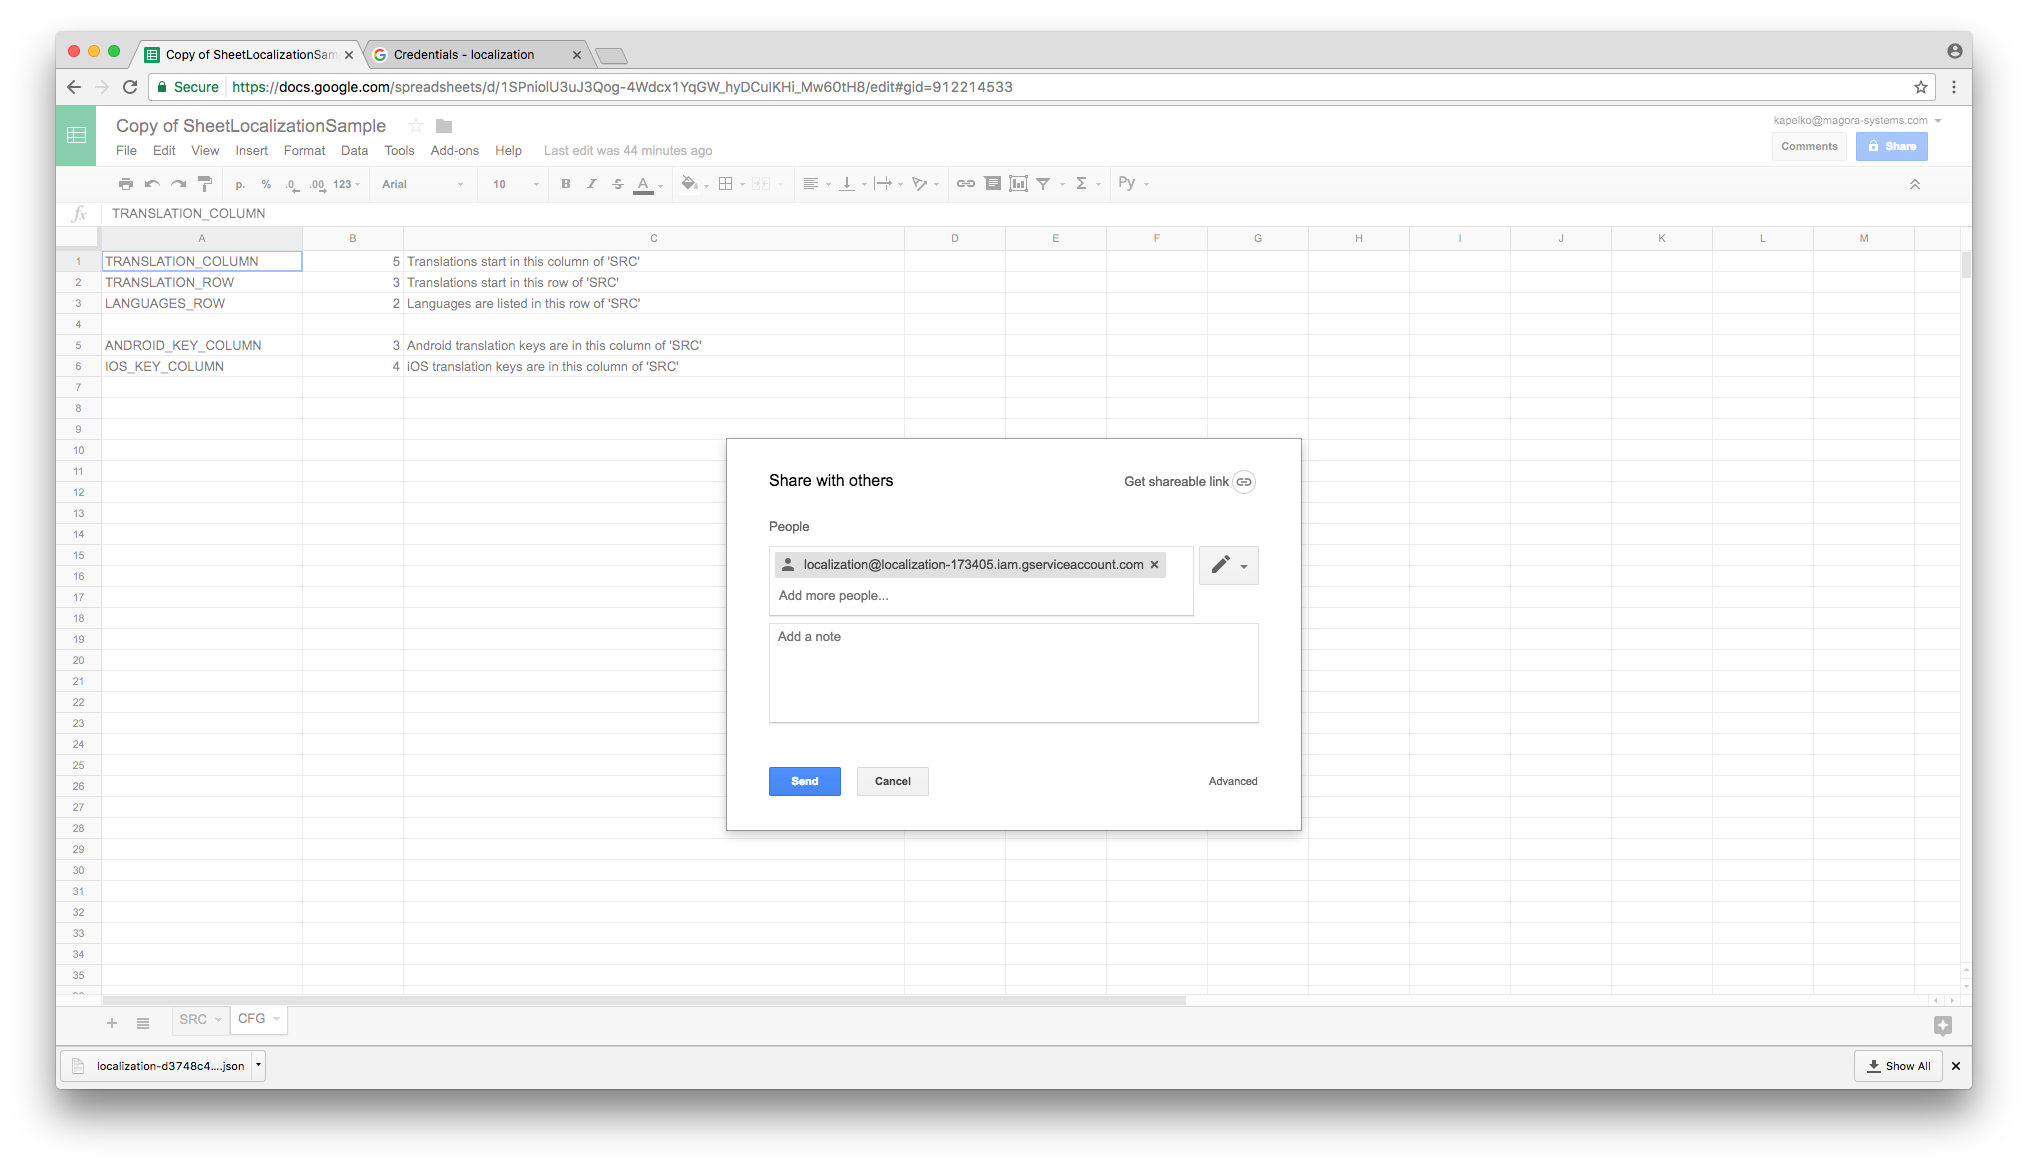 Copy of SheetLocalizationSam
Credentials - localization
Secure https://docs.google.com/spreadsheets/d/1SPniolU3uJ3Qog-4Wdcx1YqGW_hyDCulKHi_Mw60tH8/edit#gid=912214533
Copy of SheetLocalizationSample
kapelko@magora-systems.com
File Edit View Insert Format Data Tools Add-ons Help Last edit was 44 minutes ago
Comments Share
р. % .0 .00 123 Arial 10 B I S A Σ Ру
fx TRANSLATION_COLUMN
A B C D E F G H I J K L M
1 TRANSLATION_COLUMN 5 Translations start in this column of 'SRC'
2 TRANSLATION_ROW 3 Translations start in this row of 'SRC'
3 LANGUAGES_ROW 2 Languages are listed in this row of 'SRC'
4
5 ANDROID_KEY_COLUMN 3 Android translation keys are in this column of 'SRC'
6 IOS_KEY_COLUMN 4 iOS translation keys are in this column of 'SRC'
7
8
9
10
11
12
13
14
15
16
17
18
19
20
21
22
23
24
25
26
27
28
29
30
31
32
33
34
35
Share with others Get shareable link
People
localization@localization-173405.iam.gserviceaccount.com
Add more people...
Add a note
Send Cancel Advanced
SRC CFG
localization-d3748c4....json
Show All